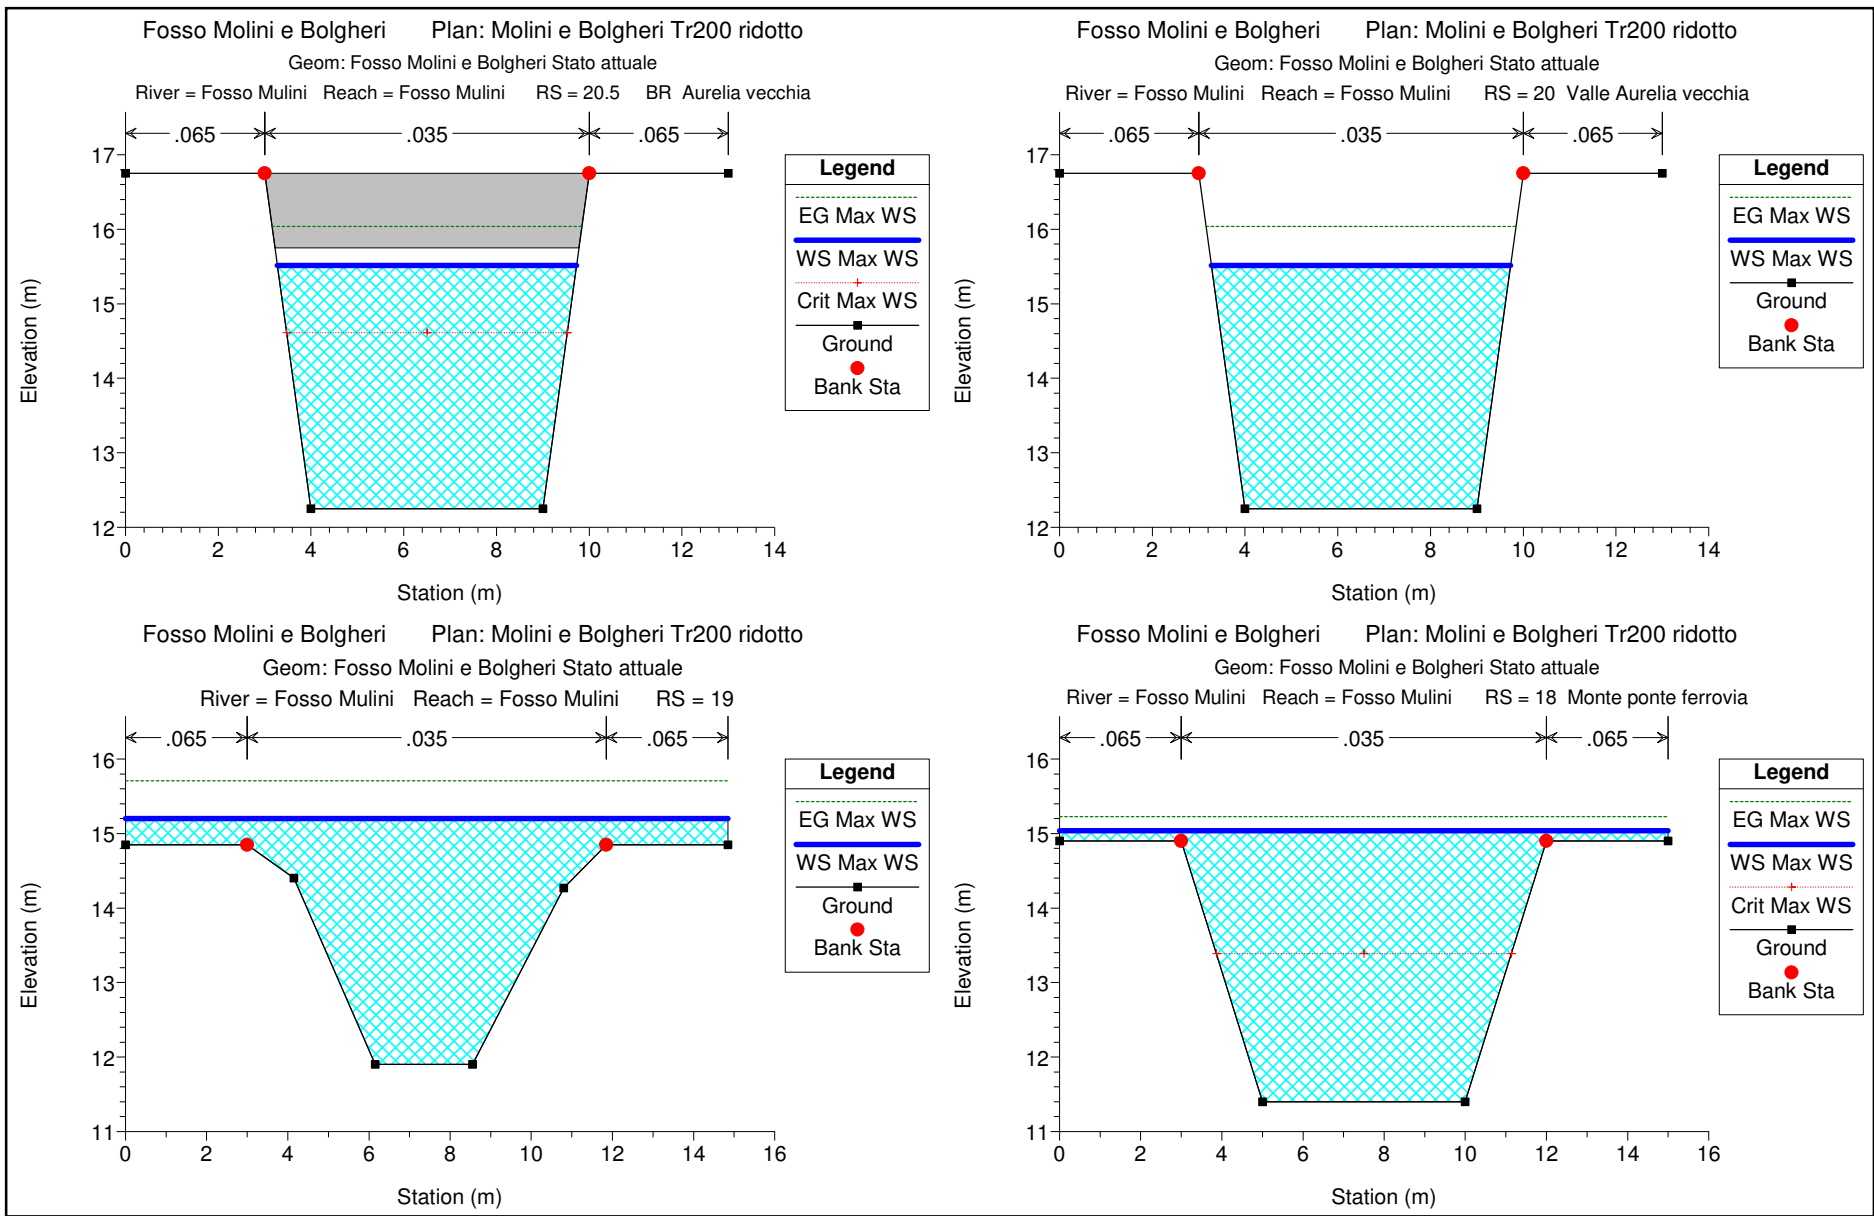 Fosso Molini e Bolgheri Plan: Molini e Bolgheri Tr200 ridotto
Geom: Fosso Molini e Bolgheri Stato attuale
River = Fosso Mulini Reach = Fosso Mulini RS = 20.5 BR Aurelia vecchia
.065 .035 .065
17
16
15
14
13
12
0 2 4 6 8 10 12 14
Elevation (m)
Station (m)
Legend
EG Max WS
WS Max WS
Crit Max WS
Ground
Bank Sta
Fosso Molini e Bolgheri Plan: Molini e Bolgheri Tr200 ridotto
Geom: Fosso Molini e Bolgheri Stato attuale
River = Fosso Mulini Reach = Fosso Mulini RS = 20 Valle Aurelia vecchia
.065 .035 .065
17
16
15
14
13
12
0 2 4 6 8 10 12 14
Elevation (m)
Station (m)
Legend
EG Max WS
WS Max WS
Ground
Bank Sta
Fosso Molini e Bolgheri Plan: Molini e Bolgheri Tr200 ridotto
Geom: Fosso Molini e Bolgheri Stato attuale
River = Fosso Mulini Reach = Fosso Mulini RS = 19
.065 .035 .065
16
15
14
13
12
11
0 2 4 6 8 10 12 14 16
Elevation (m)
Station (m)
Legend
EG Max WS
WS Max WS
Ground
Bank Sta
Fosso Molini e Bolgheri Plan: Molini e Bolgheri Tr200 ridotto
Geom: Fosso Molini e Bolgheri Stato attuale
River = Fosso Mulini Reach = Fosso Mulini RS = 18 Monte ponte ferrovia
.065 .035 .065
16
15
14
13
12
11
0 2 4 6 8 10 12 14 16
Elevation (m)
Station (m)
Legend
EG Max WS
WS Max WS
Crit Max WS
Ground
Bank Sta